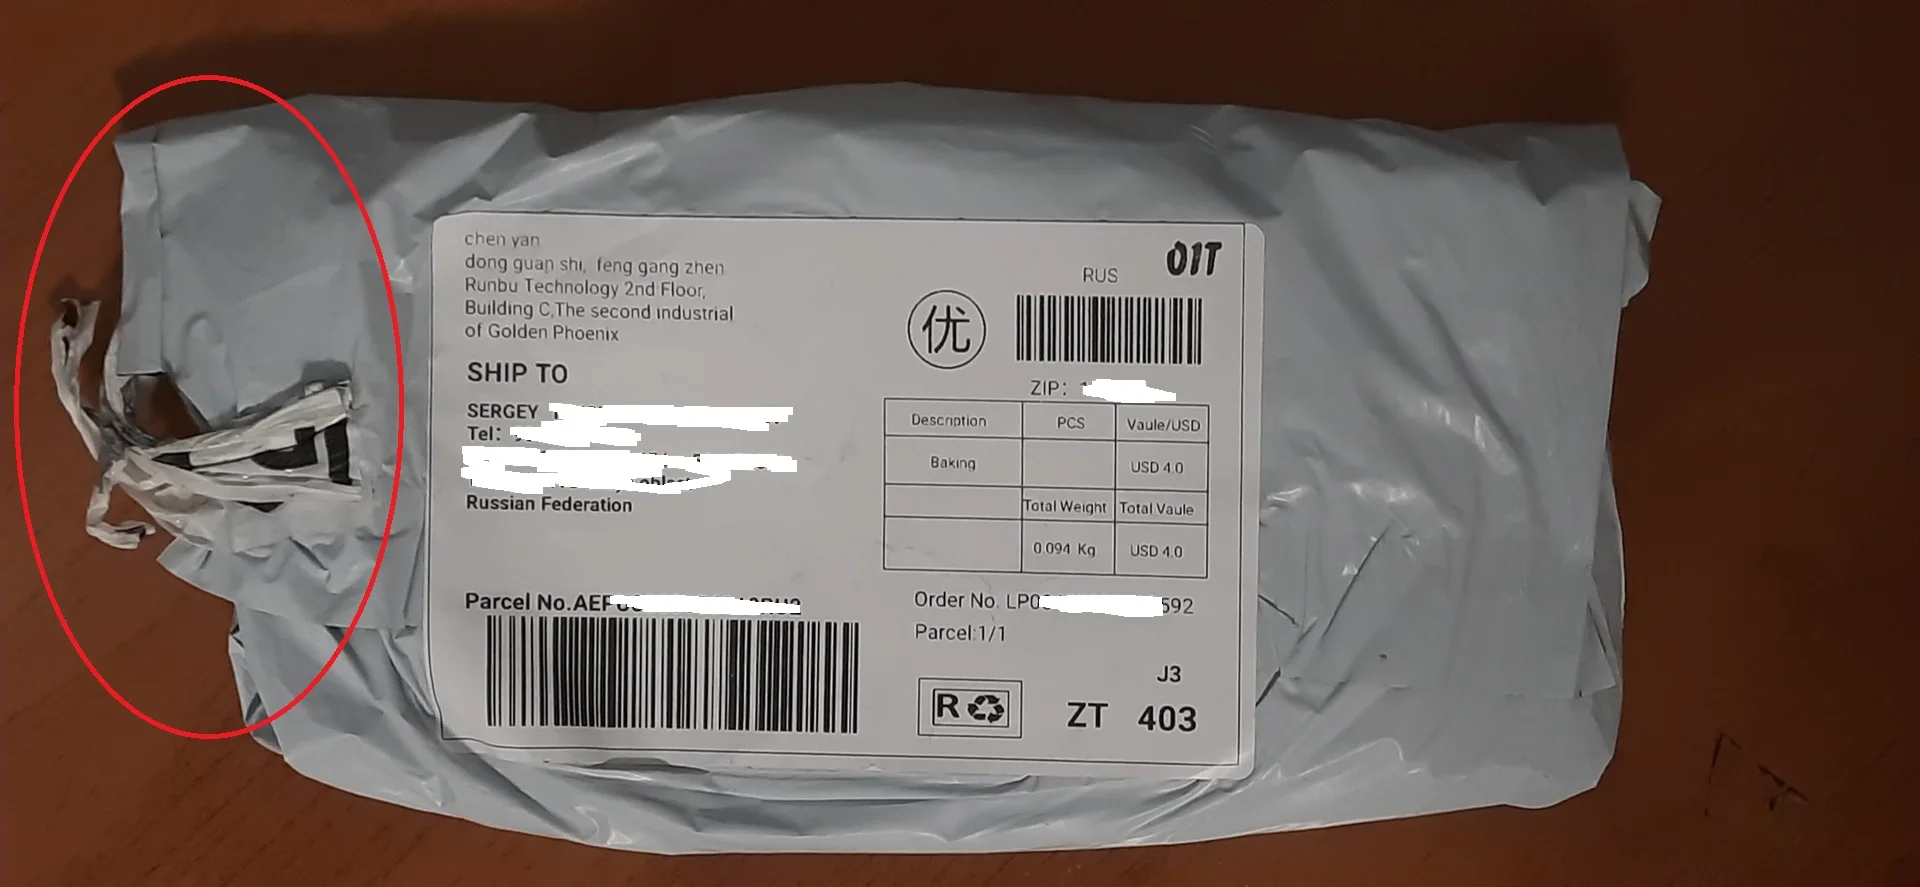 chen yan
dong guan shi, feng gang zhen
Runbu Technology 2nd Floor,
Building C,The second industrial
of Golden Phoenix
SHIP TO
SERGEY
Tel:
Russian Federation
Parcel No.AEF
01T
RUS
优
ZIP:
Description PCS Vaule/USD
Baking USD 4.0
Total Weight Total Vaule
0.094 Kg USD 4.0
Order No. LP0 592
Parcel:1/1
J3
R
ZT 403